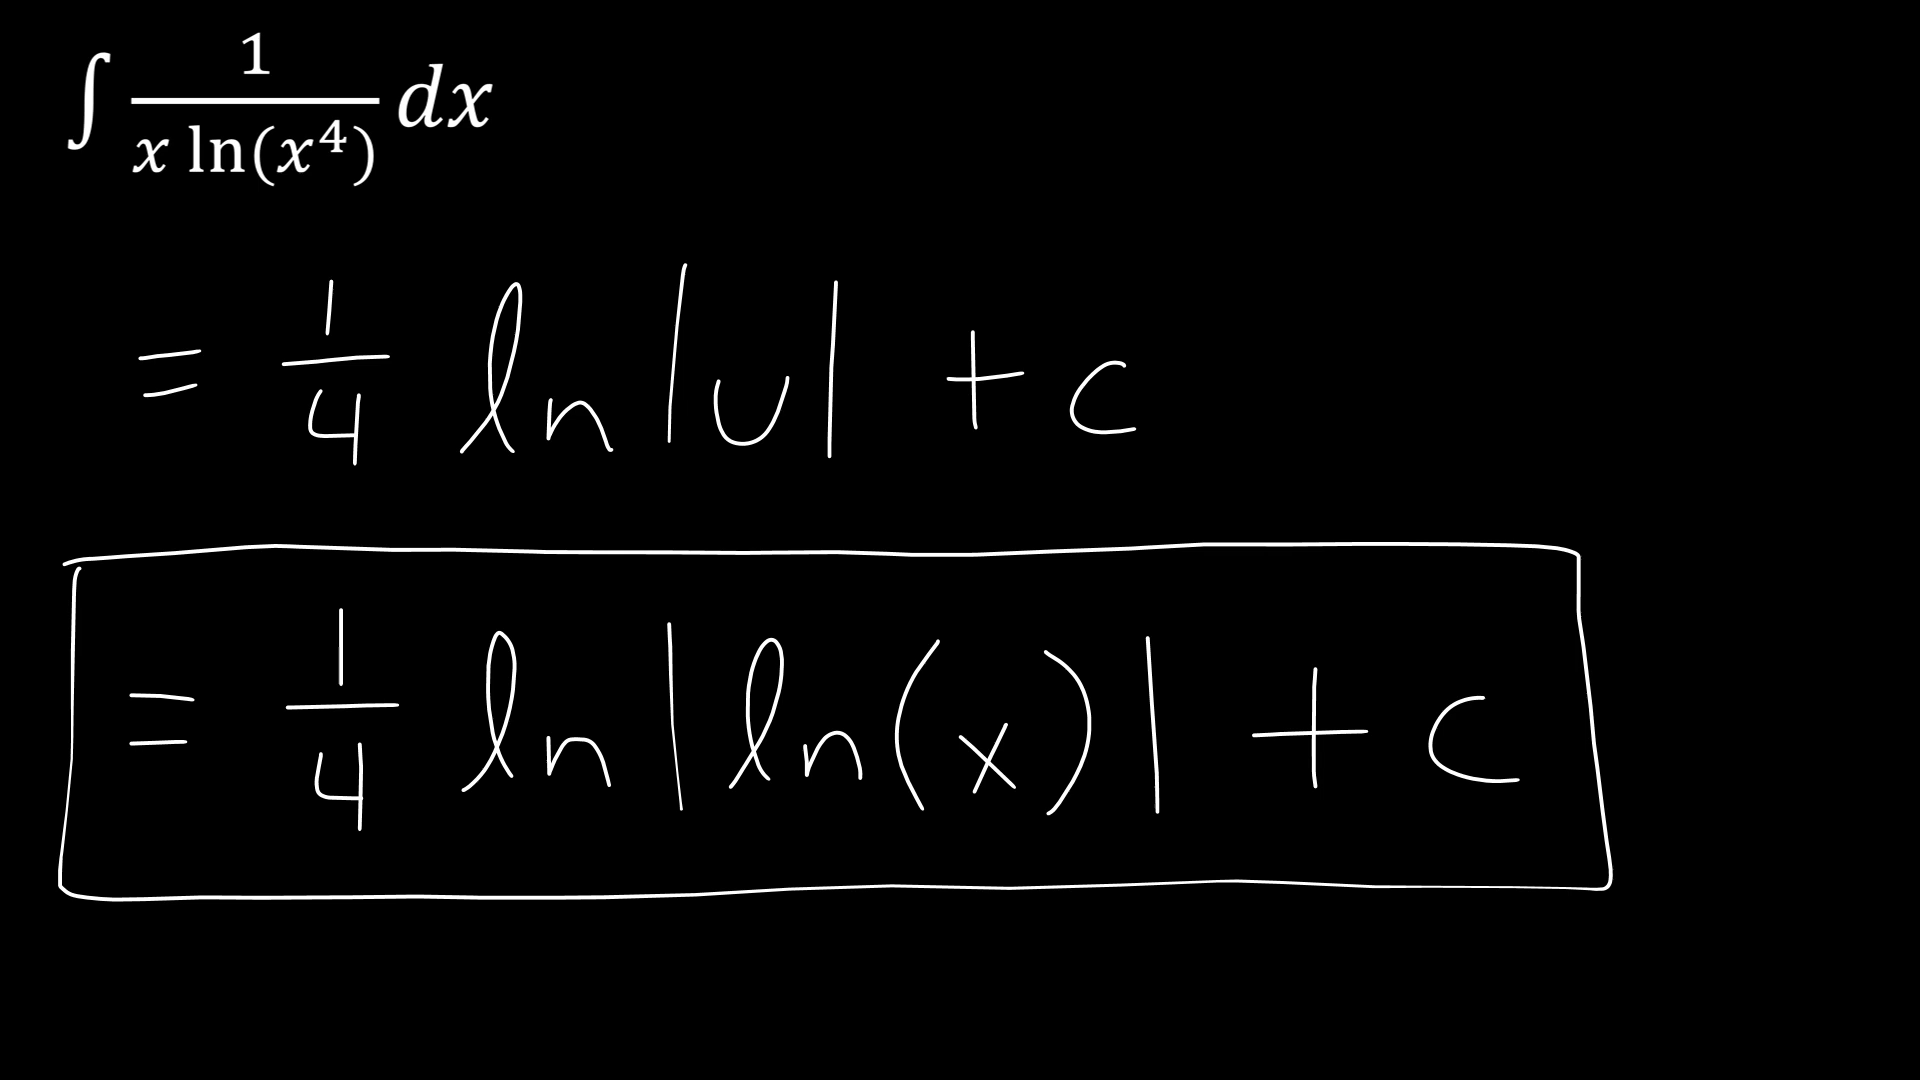 ∫ 1/(x ln(x⁴)) dx
= 1/4 ln|u| + c
= 1/4 ln|ln(x)| + c